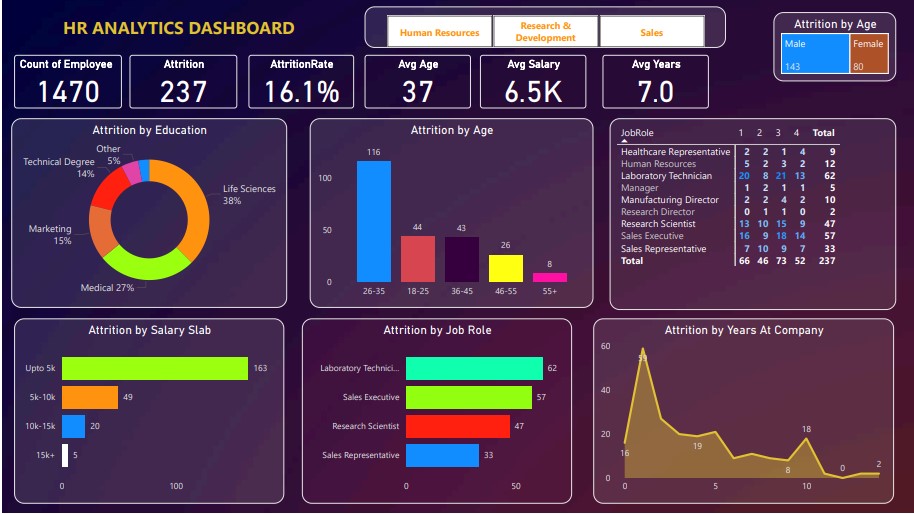 HR ANALYTICS DASHBOARD
Human Resources
Research &
Development
Sales
Attrition by Age
Male
Female
143
80
Count of Employee
1470
Attrition
237
AttritionRate
16.1%
Avg Age
37
Avg Salary
6.5K
Avg Years
7.0
Attrition by Education
Other
5%
Technical Degree
14%
Life Sciences
38%
Marketing
15%
Medical 27%
Attrition by Age
116
100
50
0
44
43
26
8
26-35 18-25 36-45 46-55 55+
JobRole 1 2 3 4 Total
Healthcare Representative 2 2 1 4 9
Human Resources 5 2 3 2 12
Laboratory Technician 20 8 21 13 62
Manager 1 2 1 1 5
Manufacturing Director 2 2 4 2 10
Research Director 0 1 1 0 2
Research Scientist 13 10 15 9 47
Sales Executive 16 9 18 14 57
Sales Representative 7 10 9 7 33
Total 66 46 73 52 237
Attrition by Salary Slab
Upto 5k 163
5k-10k 49
10k-15k 20
15k+ 5
0 100
Attrition by Job Role
Laboratory Technici... 62
Sales Executive 57
Research Scientist 47
Sales Representative 33
0 50
Attrition by Years At Company
60
40
20
0
59
16
19
8
18
0
2
0 5 10